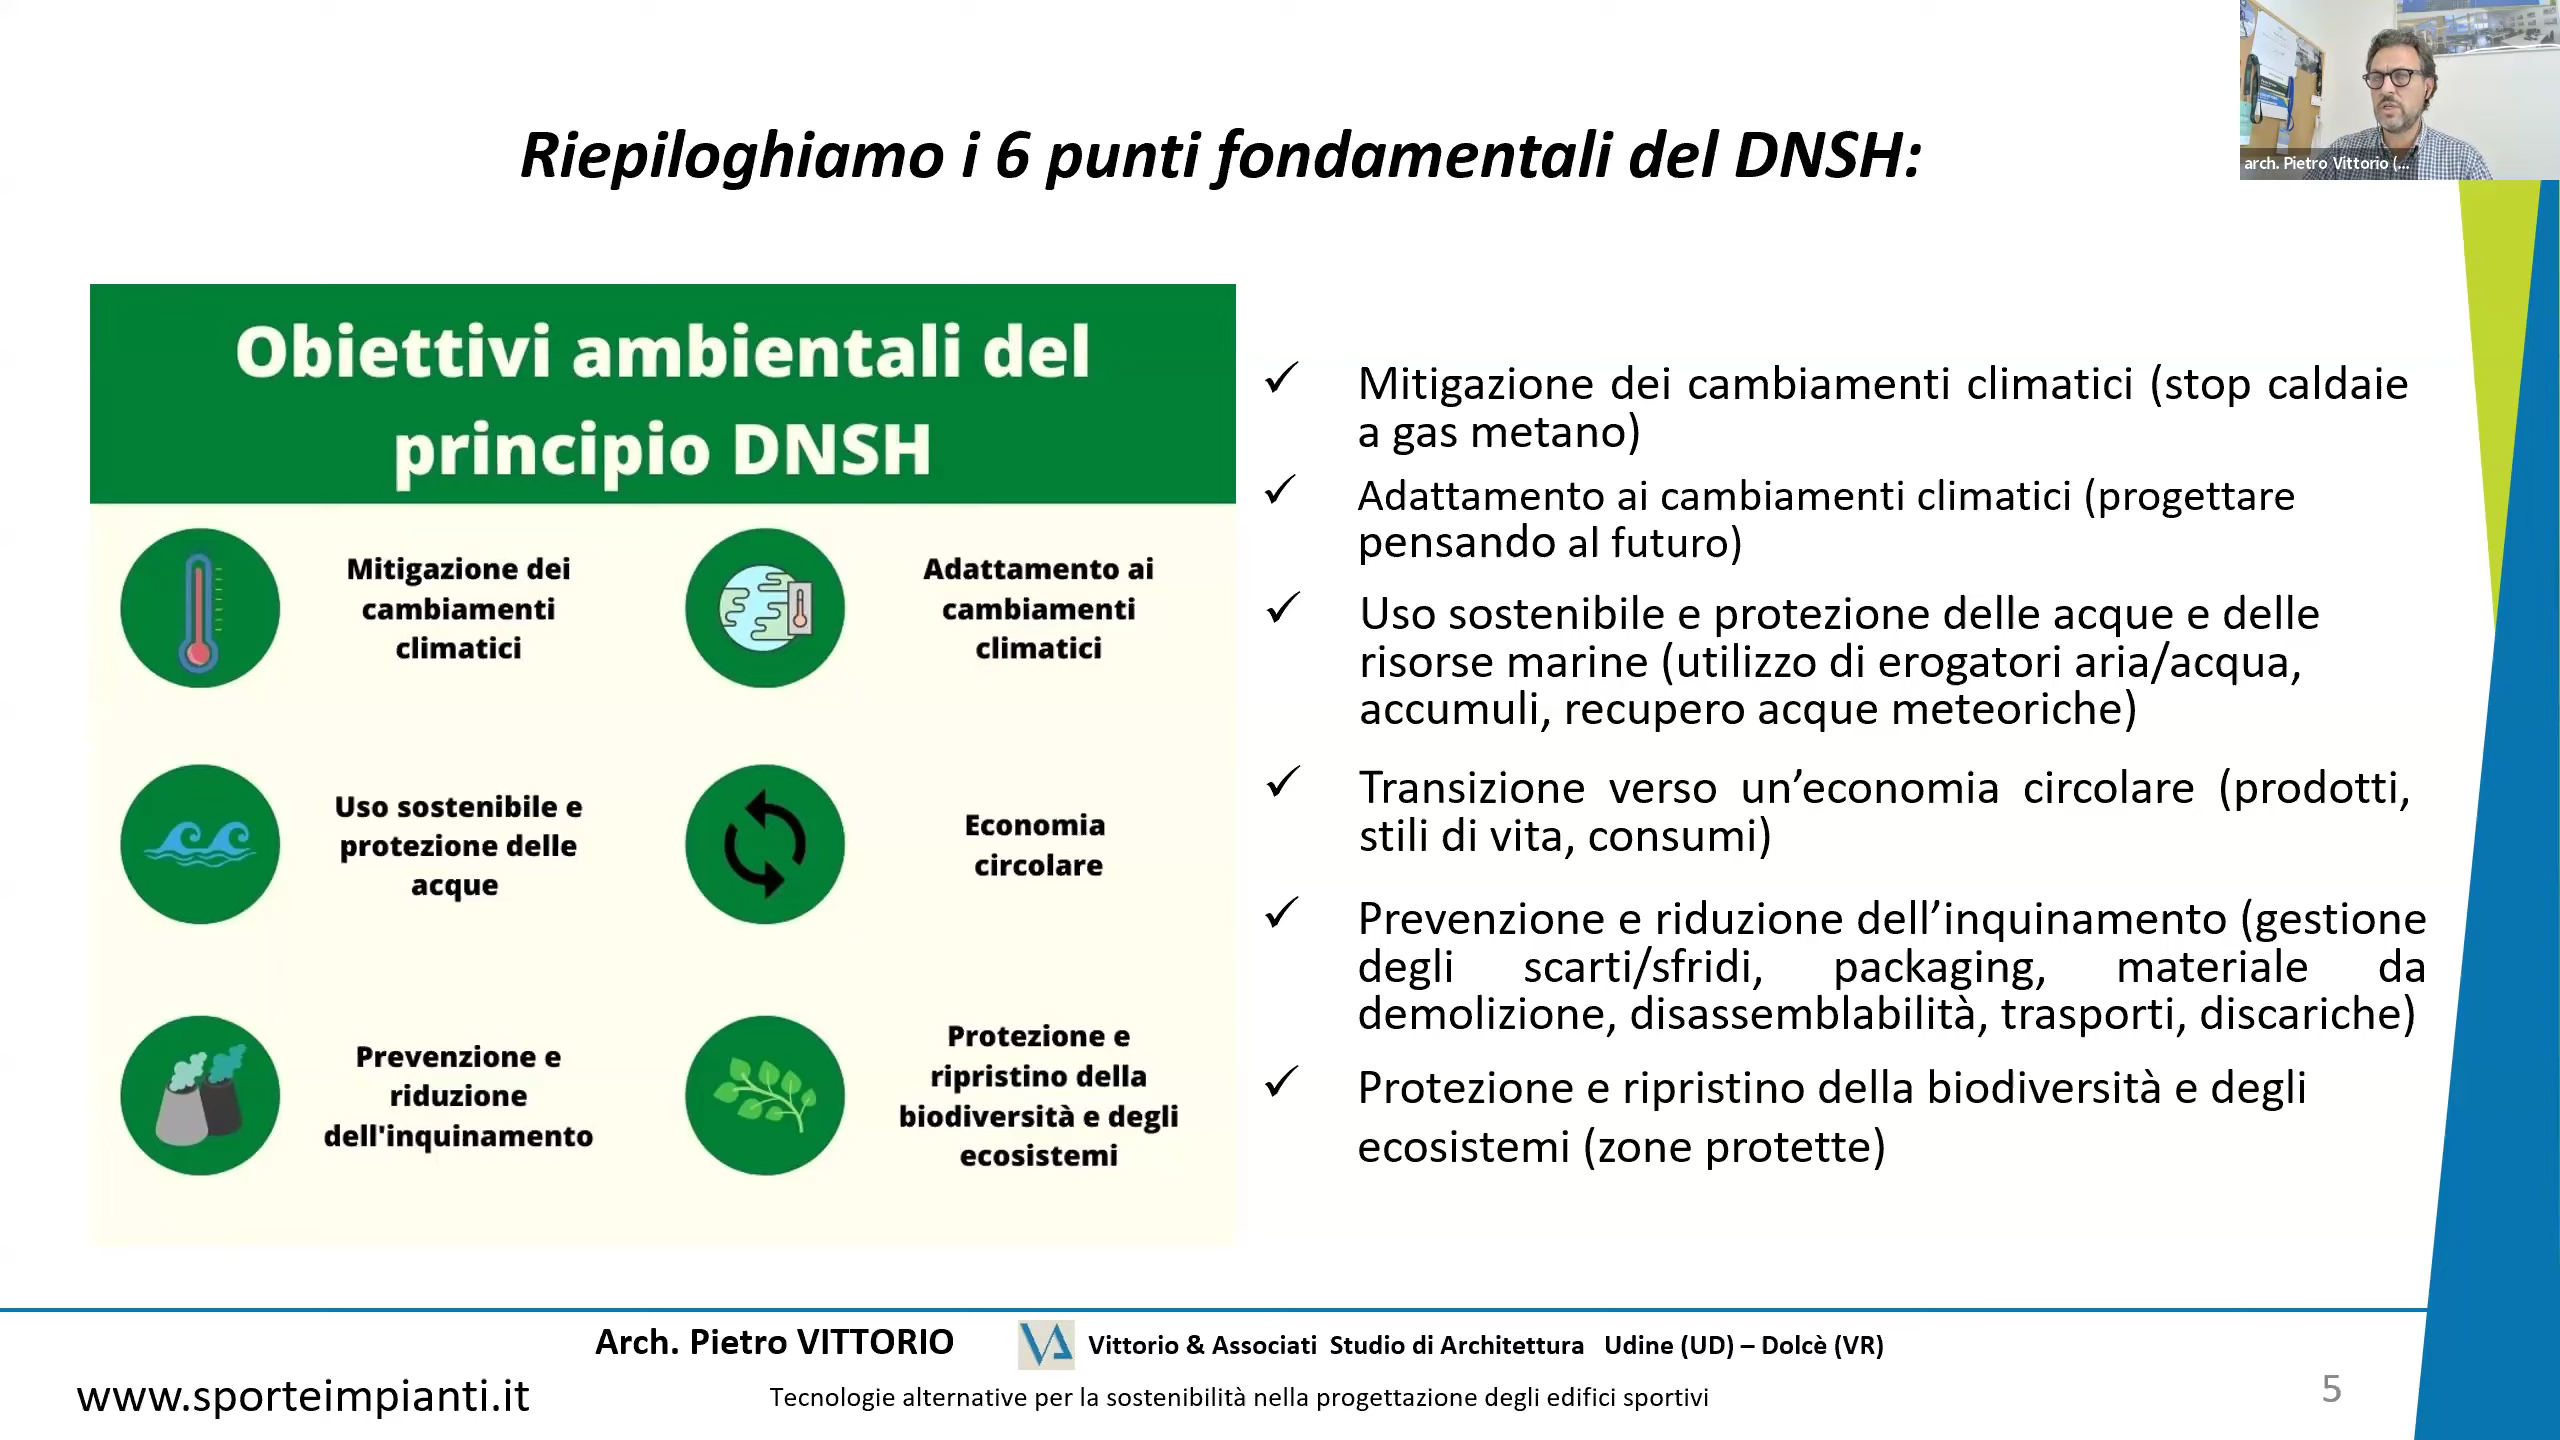 arch. Pietro Vittorio (...
Riepiloghiamo i 6 punti fondamentali del DNSH:
Obiettivi ambientali del
principio DNSH
Mitigazione dei
cambiamenti
climatici
Adattamento ai
cambiamenti
climatici
Uso sostenibile e
protezione delle
acque
Economia
circolare
Prevenzione e
riduzione
dell'inquinamento
Protezione e
ripristino della
biodiversità e degli
ecosistemi
✓ Mitigazione dei cambiamenti climatici (stop caldaie
a gas metano)
✓ Adattamento ai cambiamenti climatici (progettare
pensando al futuro)
✓ Uso sostenibile e protezione delle acque e delle
risorse marine (utilizzo di erogatori aria/acqua,
accumuli, recupero acque meteoriche)
✓ Transizione verso un’economia circolare (prodotti,
stili di vita, consumi)
✓ Prevenzione e riduzione dell’inquinamento (gestione
degli scarti/sfridi, packaging, materiale da
demolizione, disassemblabilità, trasporti, discariche)
✓ Protezione e ripristino della biodiversità e degli
ecosistemi (zone protette)
Arch. Pietro VITTORIO VA Vittorio & Associati Studio di Architettura Udine (UD) – Dolcè (VR)
www.sporteimpianti.it Tecnologie alternative per la sostenibilità nella progettazione degli edifici sportivi 5